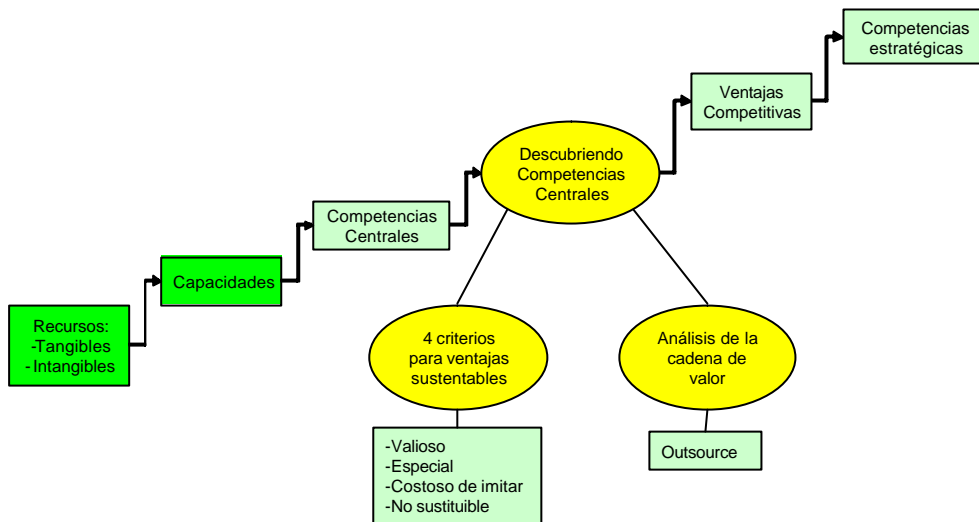 Competencias
estratégicas
Ventajas
Competitivas
Descubriendo
Competencias
Centrales
Competencias
Centrales
Capacidades
Recursos:
-Tangibles
-Intangibles
4 criterios
para ventajas
sustentables
Análisis de la
cadena de
valor
-Valioso
-Especial
-Costoso de imitar
-No sustituible
Outsource